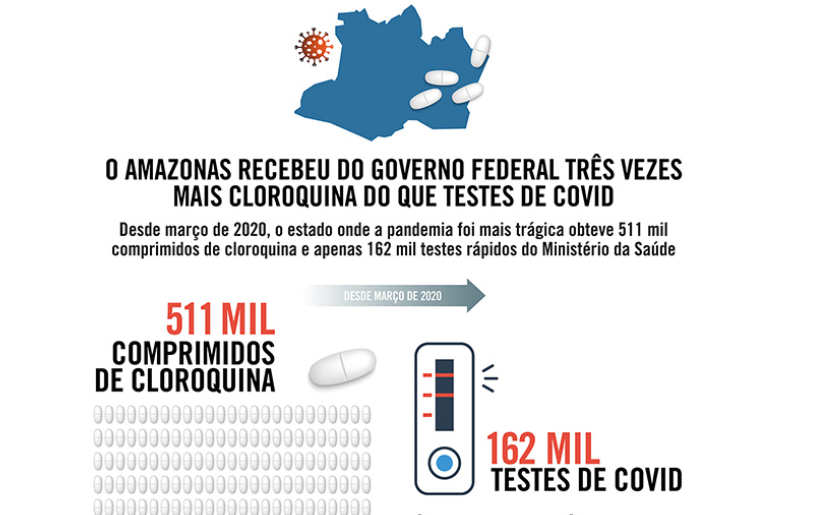 O AMAZONAS RECEBEU DO GOVERNO FEDERAL TRÊS VEZES
MAIS CLOROQUINA DO QUE TESTES DE COVID
Desde março de 2020, o estado onde a pandemia foi mais trágica obteve 511 mil
comprimidos de cloroquina e apenas 162 mil testes rápidos do Ministério da Saúde
DESDE MARÇO DE 2020
511 MIL
COMPRIMIDOS
DE CLOROQUINA
162 MIL
TESTES DE COVID